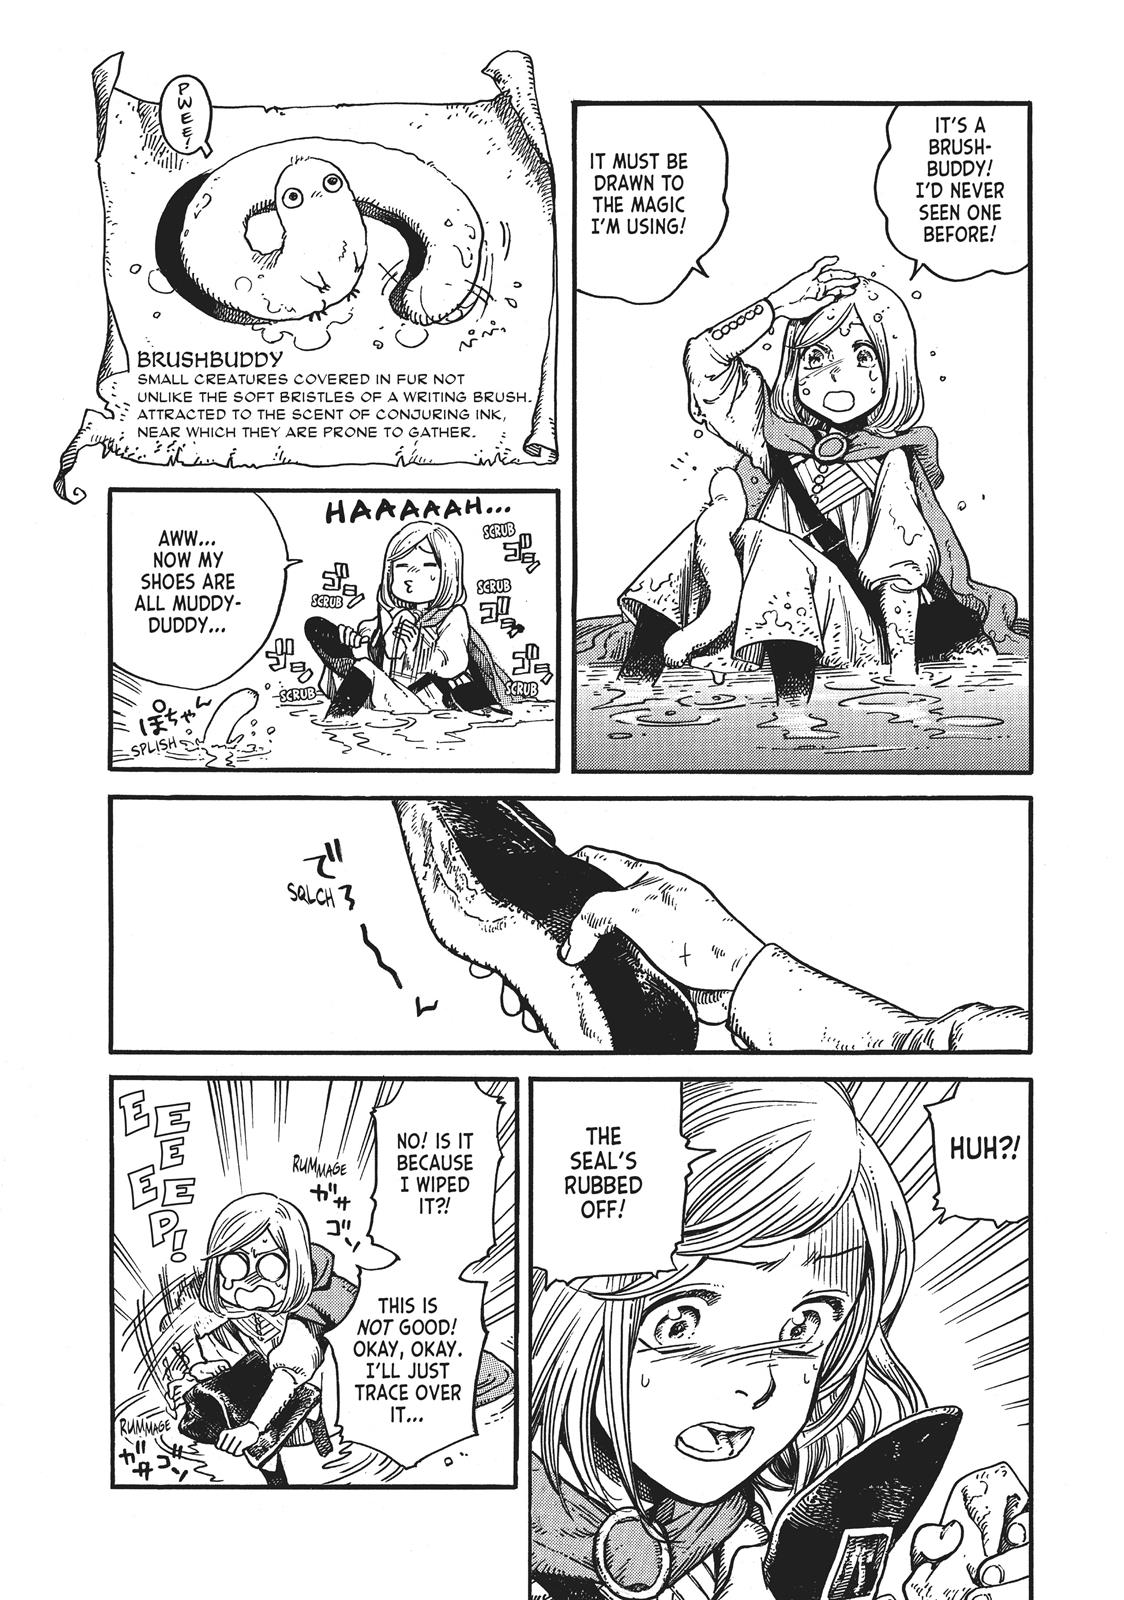 IT'S A
BRUSH-
BUDDY!
I'D NEVER
SEEN ONE
BEFORE!
IT MUST BE
DRAWN TO
THE MAGIC
I'M USING!
PWEE!
BRUSHBUDDY
SMALL CREATURES COVERED IN FUR NOT
UNLIKE THE SOFT BRISTLES OF A WRITING BRUSH.
ATTRACTED TO THE SCENT OF CONJURING INK,
NEAR WHICH THEY ARE PRONE TO GATHER.
HAAAAAH...
SCRUB
ゴシ
SCRUB
ゴシ
SCRUB
ゴシ
SCRUB
ゴシ
SCRUB
ゴシ
AWW...
NOW MY
SHOES ARE
ALL MUDDY-
DUDDY...
ぽちゃん
SPLISH
でろーん
SQLCH
HUH?!
THE
SEAL'S
RUBBED
OFF!
NO! IS IT
BECAUSE
I WIPED
IT?!
THIS IS
NOT GOOD!
OKAY, OKAY.
I'LL JUST
TRACE OVER
IT...
RUMMAGE
ガサゴソ
EEEEEEP!
RUMMAGE
ガサゴソ